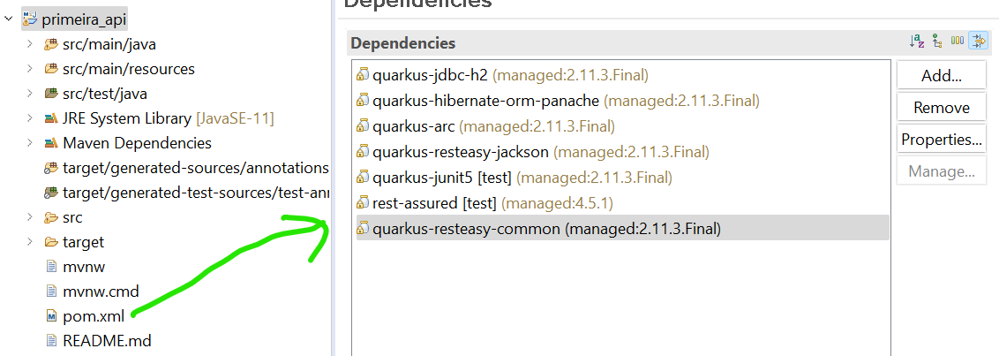 primeira_api
src/main/java
src/main/resources
src/test/java
JRE System Library [JavaSE-11]
Maven Dependencies
target/generated-sources/annotations
target/generated-test-sources/test-ann
src
target
mvnw
mvnw.cmd
pom.xml
README.md
Dependencies
Dependencies
quarkus-jdbc-h2 (managed:2.11.3.Final)
quarkus-hibernate-orm-panache (managed:2.11.3.Final)
quarkus-arc (managed:2.11.3.Final)
quarkus-resteasy-jackson (managed:2.11.3.Final)
quarkus-junit5 [test] (managed:2.11.3.Final)
rest-assured [test] (managed:4.5.1)
quarkus-resteasy-common (managed:2.11.3.Final)
Add...
Remove
Properties...
Manage...